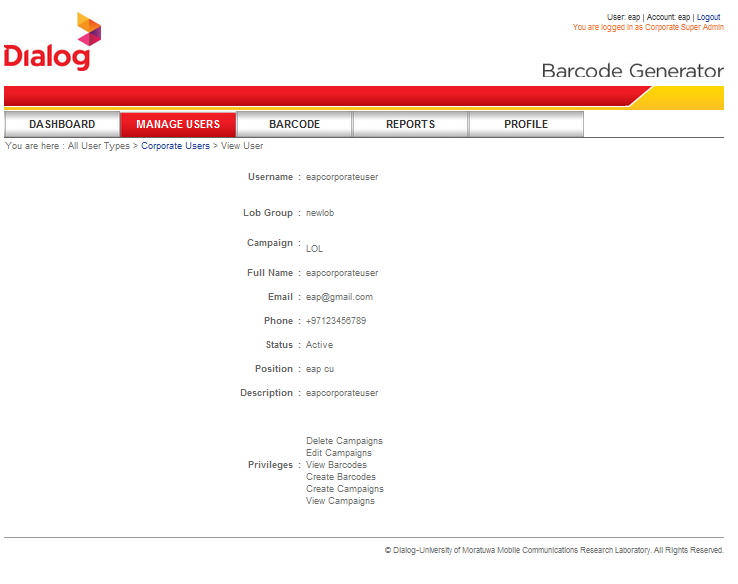 User: eap | Account: eap | Logout
You are logged in as Corporate Super Admin
Dialog
Barcode Generator
DASHBOARD MANAGE USERS BARCODE REPORTS PROFILE
You are here : All User Types > Corporate Users > View User
Username : eapcorporateuser
Lob Group : newlob
Campaign :
LOL
Full Name : eapcorporateuser
Email : eap@gmail.com
Phone : +97123456789
Status : Active
Position : eap cu
Description : eapcorporateuser
Delete Campaigns
Edit Campaigns
Privileges : View Barcodes
Create Barcodes
Create Campaigns
View Campaigns
© Dialog-University of Moratuwa Mobile Communications Research Laboratory. All Rights Reserved.